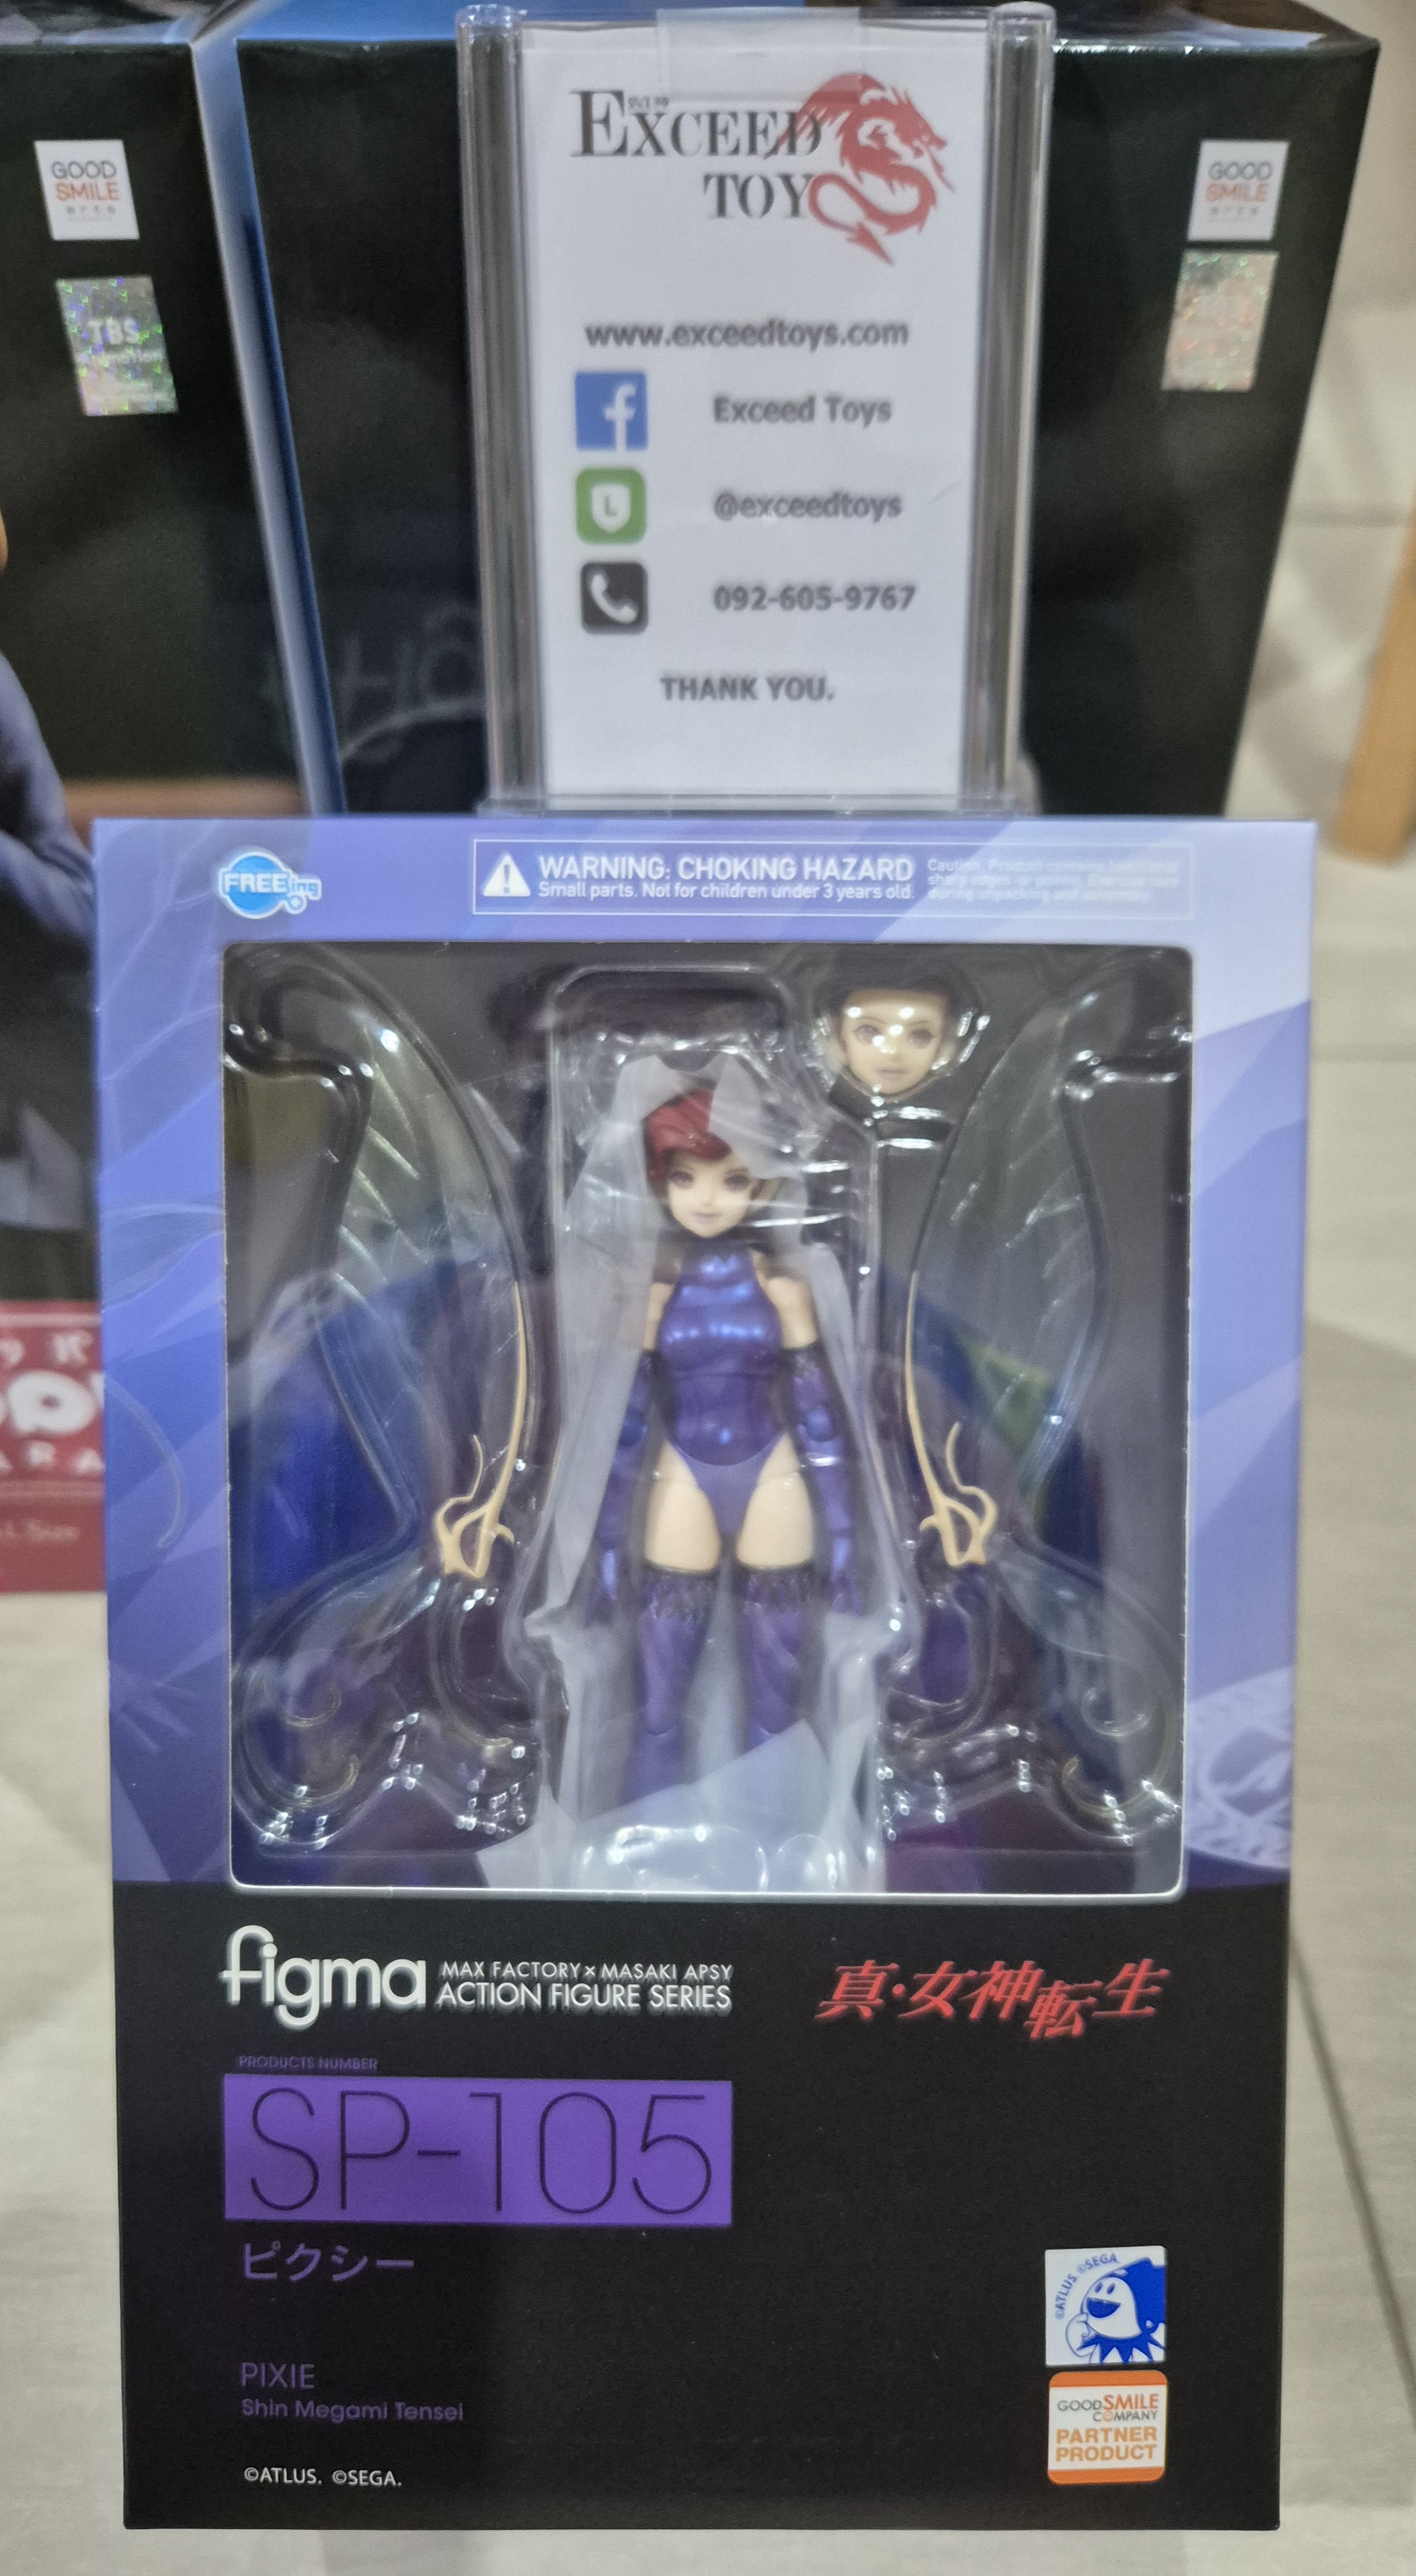 GOOD
SMILE
TBS
EXCEED
TOY
www.exceedtoys.com
Exceed Toys
L
@exceedtoys
092-605-9767
THANK YOU.
GOOD
SMILE
FREEing
WARNING: CHOKING HAZARD
Small parts. Not for children under 3 years old.
figma
MAX FACTORY × MASAKI APSY
ACTION FIGURE SERIES
真・女神転生
PRODUCTS NUMBER
SP-105
ピクシー
PIXIE
Shin Megami Tensei
©ATLUS. ©SEGA.
©ATLUS ©SEGA
GOODSMILE
COMPANY
PARTNER
PRODUCT